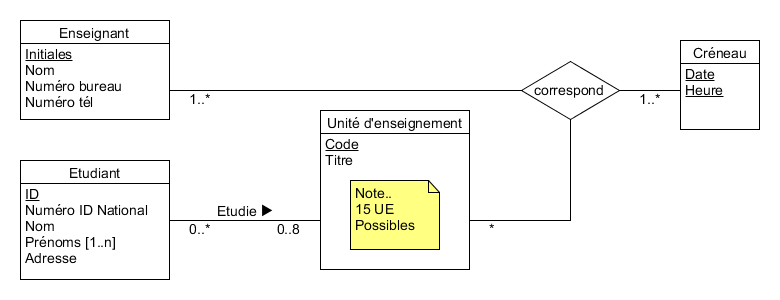 Enseignant
Initiales
Nom
Numéro bureau
Numéro tél
1..*
correspond
1..*
Créneau
Date
Heure
Unité d'enseignement
Code
Titre
Note..
15 UE
Possibles
*
Etudiant
ID
Numéro ID National
Nom
Prénoms [1..n]
Adresse
Etudie ▶
0..*
0..8